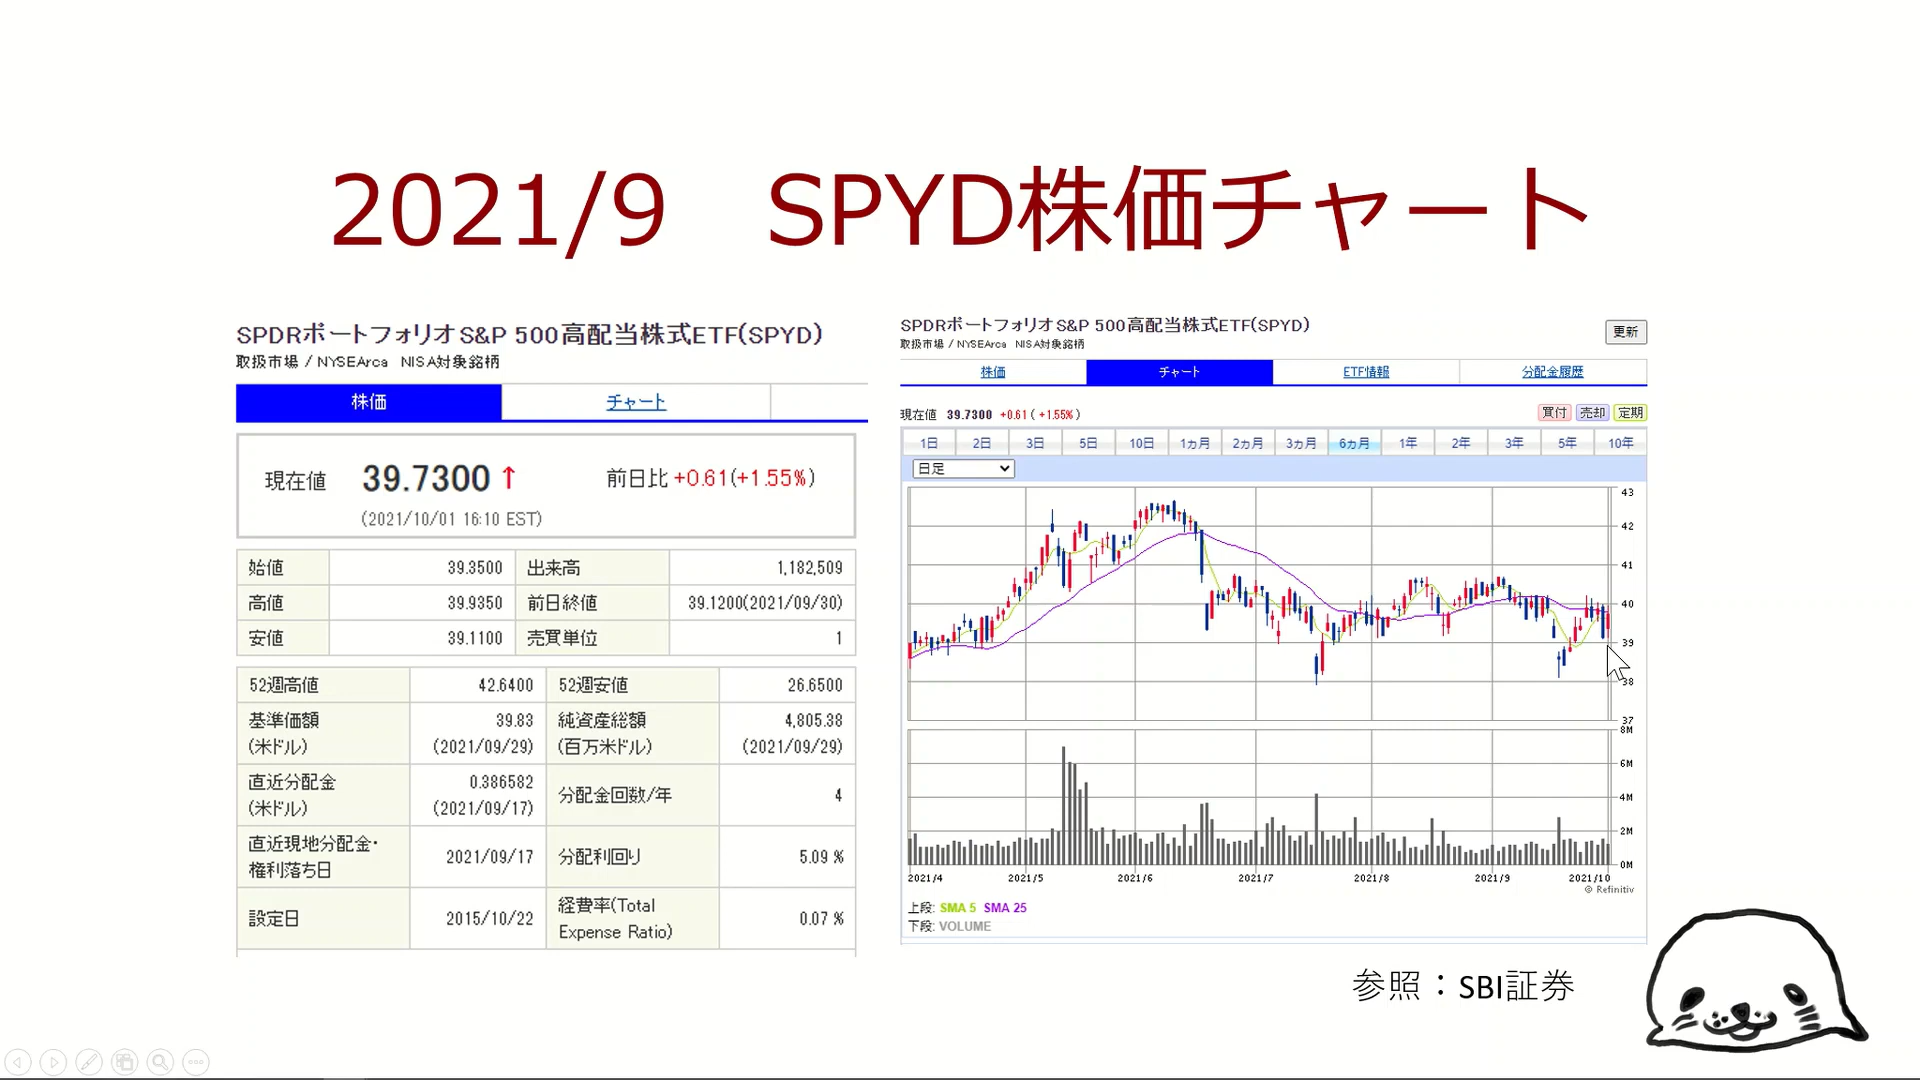 2021/9　SPYD株価チャート
SPDRポートフォリオS&P 500高配当株式ETF(SPYD)
取扱市場 / NYSEArca NISA対象銘柄
株価 チャート
現在値 39.7300↑ 前日比 +0.61(+1.55%)
(2021/10/01 16:10 EST)
始値 39.3500 出来高 1,182,509
高値 39.9350 前日終値 39.1200(2021/09/30)
安値 39.1100 売買単位 1
52週高値 42.6400 52週安値 26.6500
基準価額 39.83 純資産総額 4,805.38
(米ドル) (2021/09/29) (百万米ドル) (2021/09/29)
直近分配金 0.386582
(米ドル) (2021/09/17) 分配金回数/年 4
直近現地分配金・
権利落ち日 2021/09/17 分配利回り 5.09 %
設定日 2015/10/22 経費率(Total
Expense Ratio) 0.07 %
SPDRポートフォリオS&P 500高配当株式ETF(SPYD)
取扱市場 / NYSEArca NISA対象銘柄
更新
株価 チャート ETF情報 分配金履歴
現在値 39.7300 +0.61 ( +1.55% )
買付 売却 定期
1日 2日 3日 5日 10日 1カ月 2カ月 3カ月 6カ月 1年 2年 3年 5年 10年
日足
43
42
41
40
39
38
37
8M
6M
4M
2M
0M
2021/4 2021/5 2021/6 2021/7 2021/8 2021/9 2021/10
© Refinitiv
上段: SMA 5 SMA 25
下段: VOLUME
参照：SBI証券